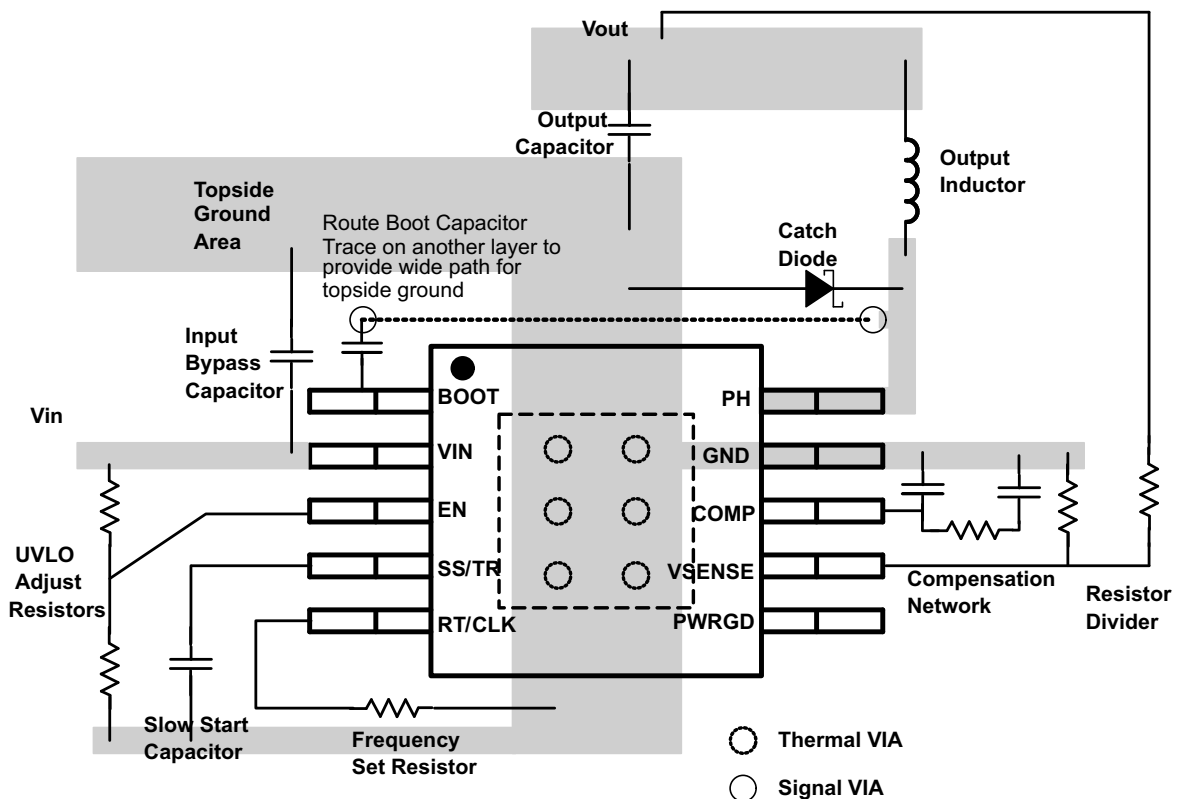 Vout
Output
Capacitor
Output
Inductor
Topside
Ground
Area
Route Boot Capacitor
Trace on another layer to
provide wide path for
topside ground
Catch
Diode
Input
Bypass
Capacitor
Vin
BOOT
VIN
EN
SS/TR
RT/CLK
PH
GND
COMP
VSENSE
PWRGD
UVLO
Adjust
Resistors
Compensation
Network
Resistor
Divider
Slow Start
Capacitor
Frequency
Set Resistor
Thermal VIA
Signal VIA